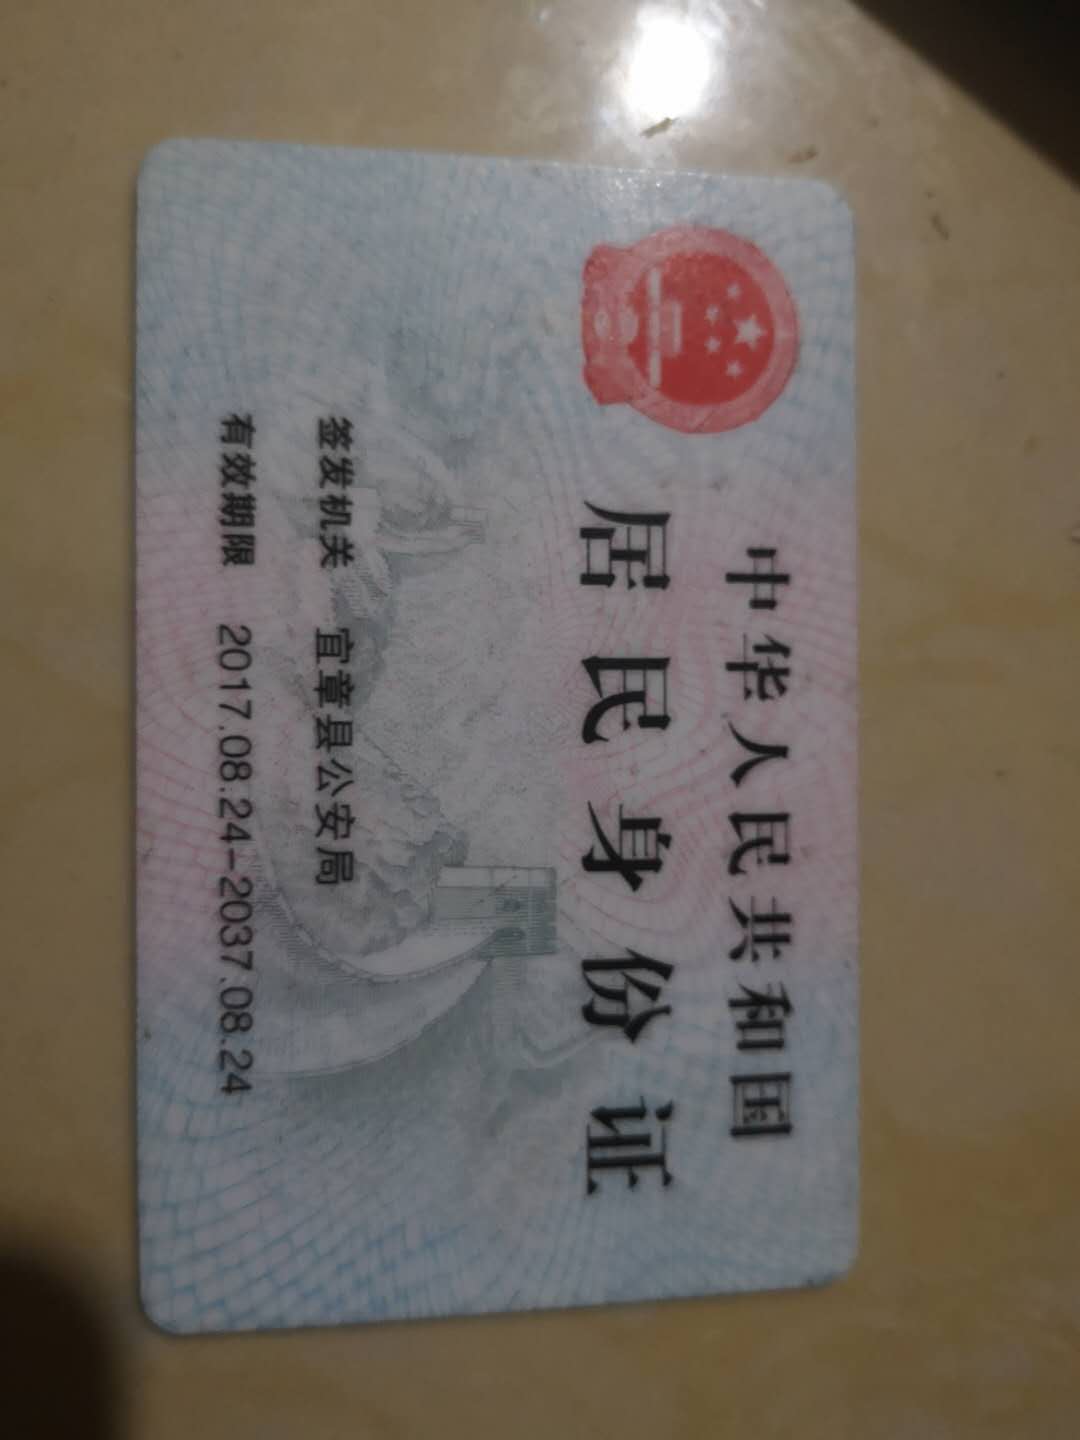 中华人民共和国
居民身份证
签发机关 宜章县公安局
有效期限 2017.08.24-2037.08.24